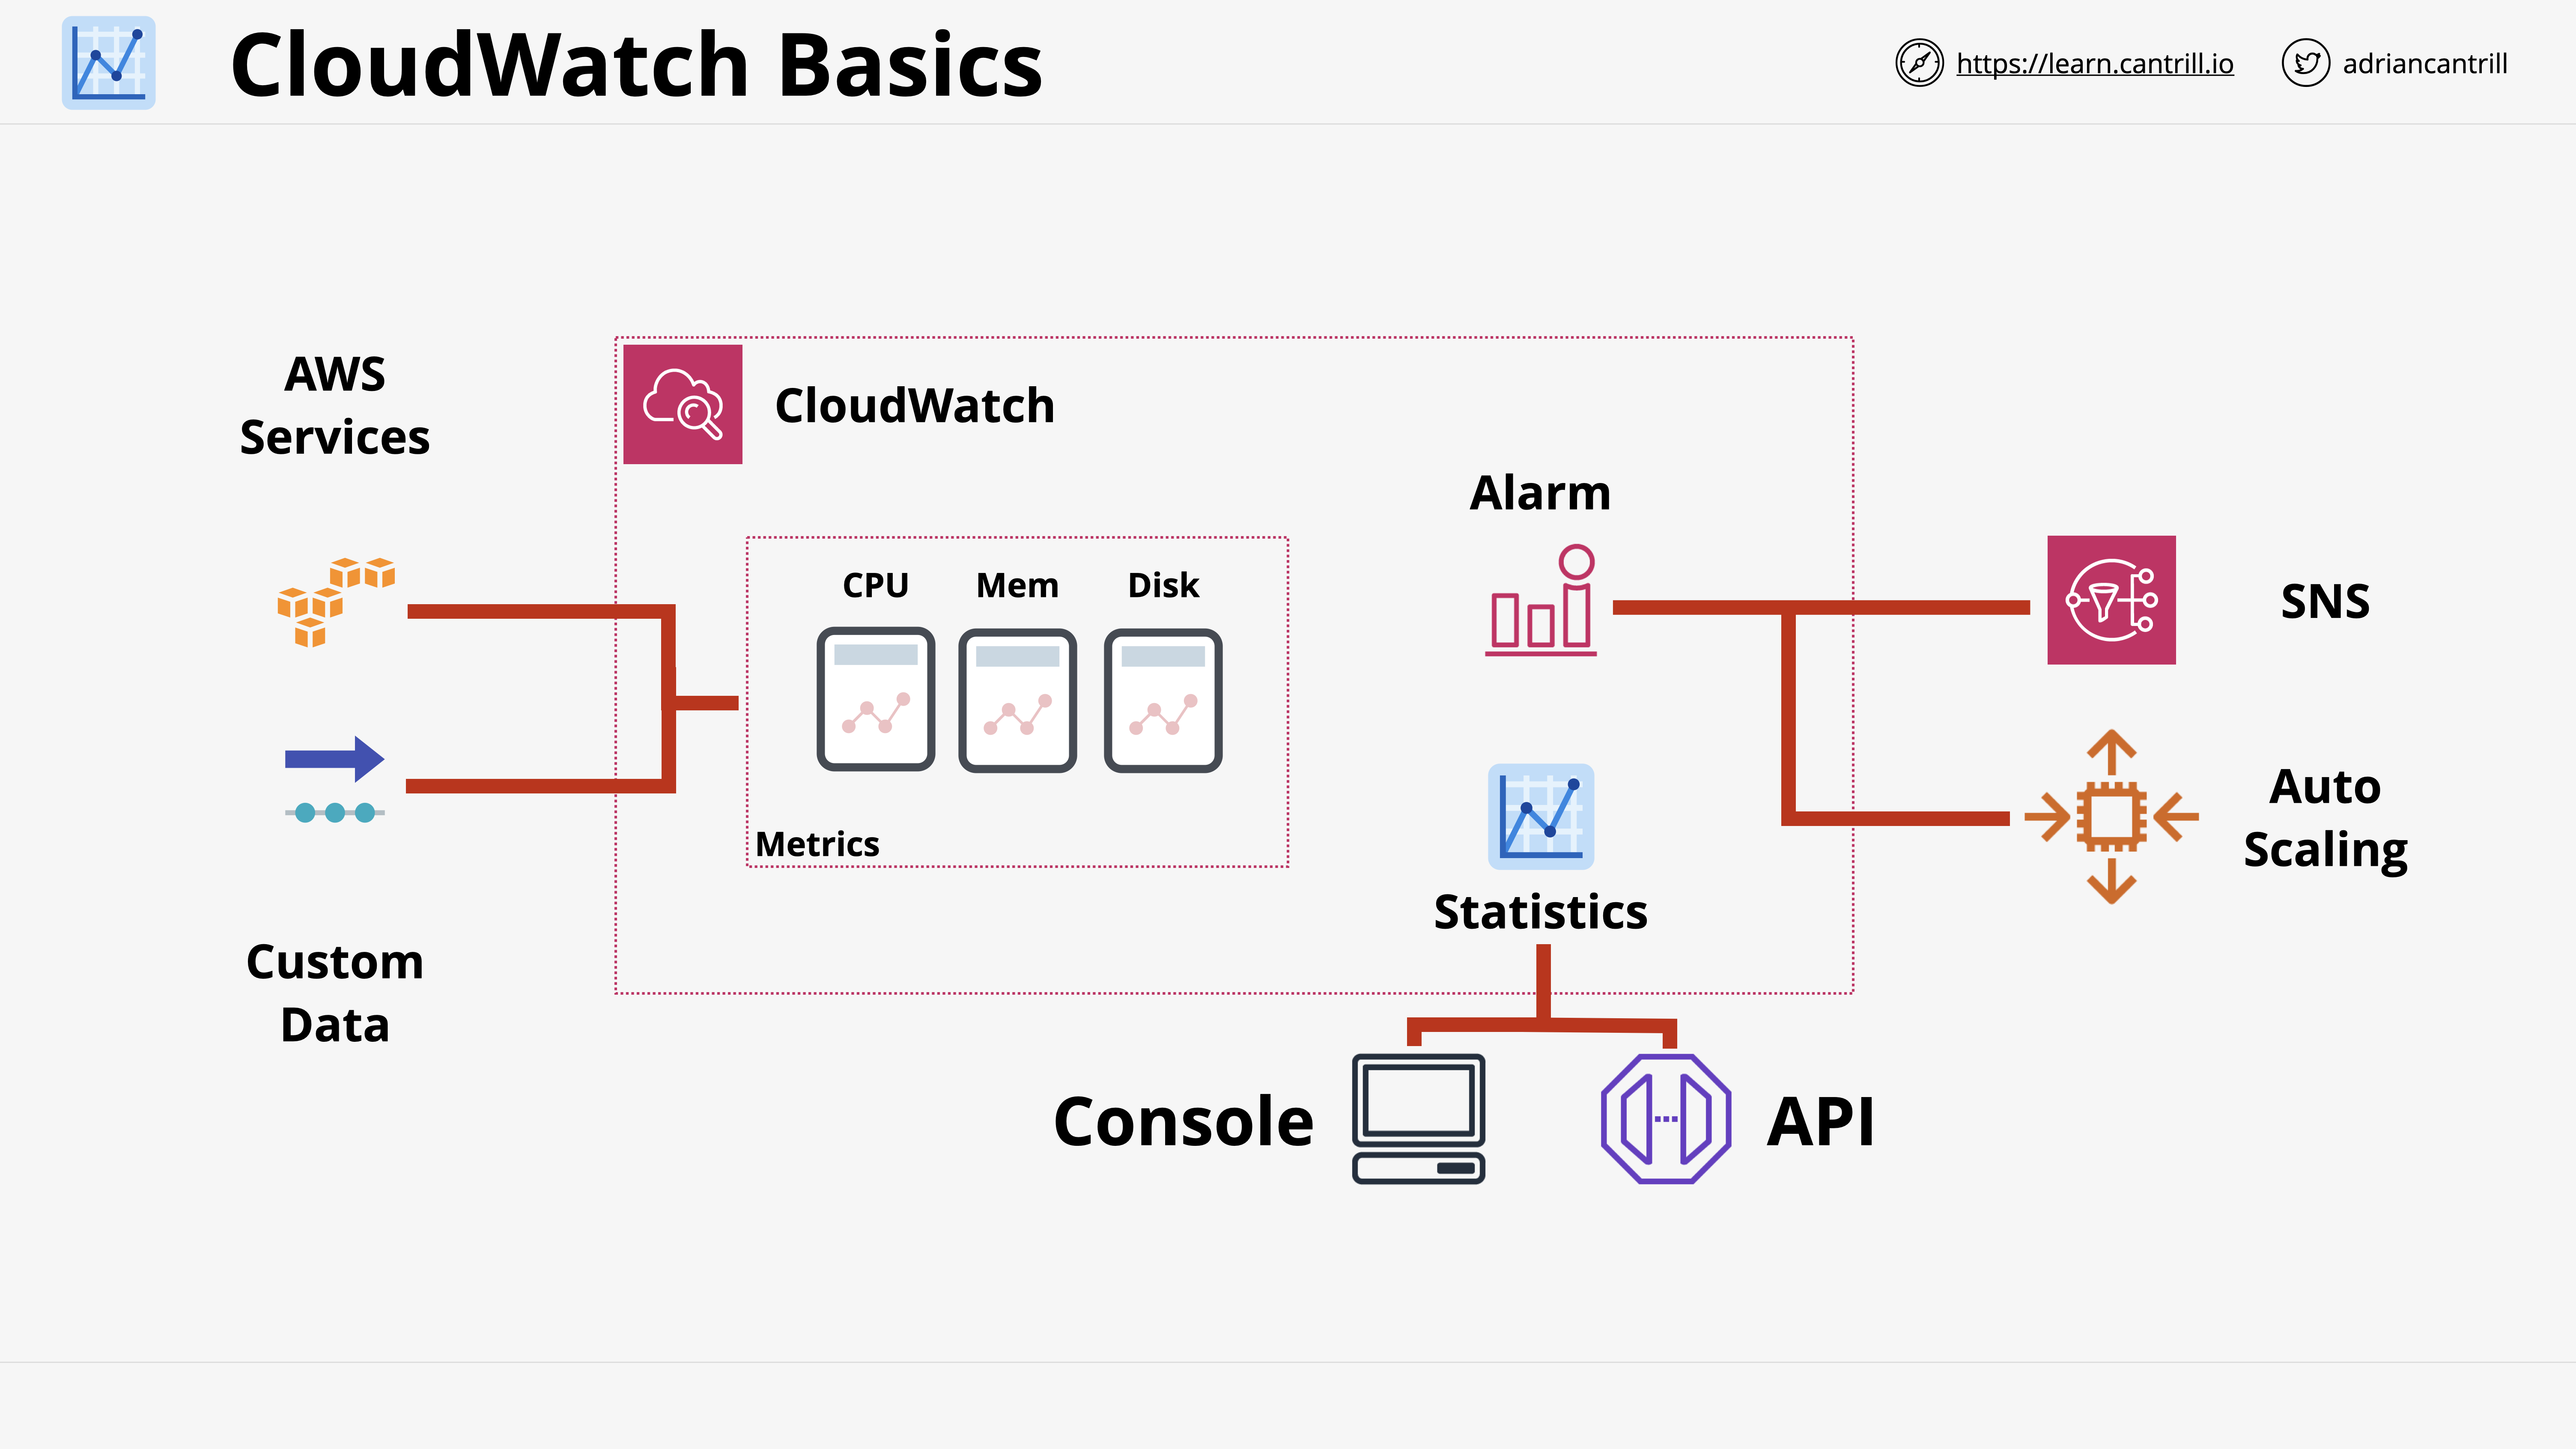 CloudWatch Basics
https://learn.cantrill.io
adriancantrill
AWS
Services
CloudWatch
Alarm
CPU
Mem
Disk
SNS
Metrics
Auto
Scaling
Statistics
Custom
Data
Console
API